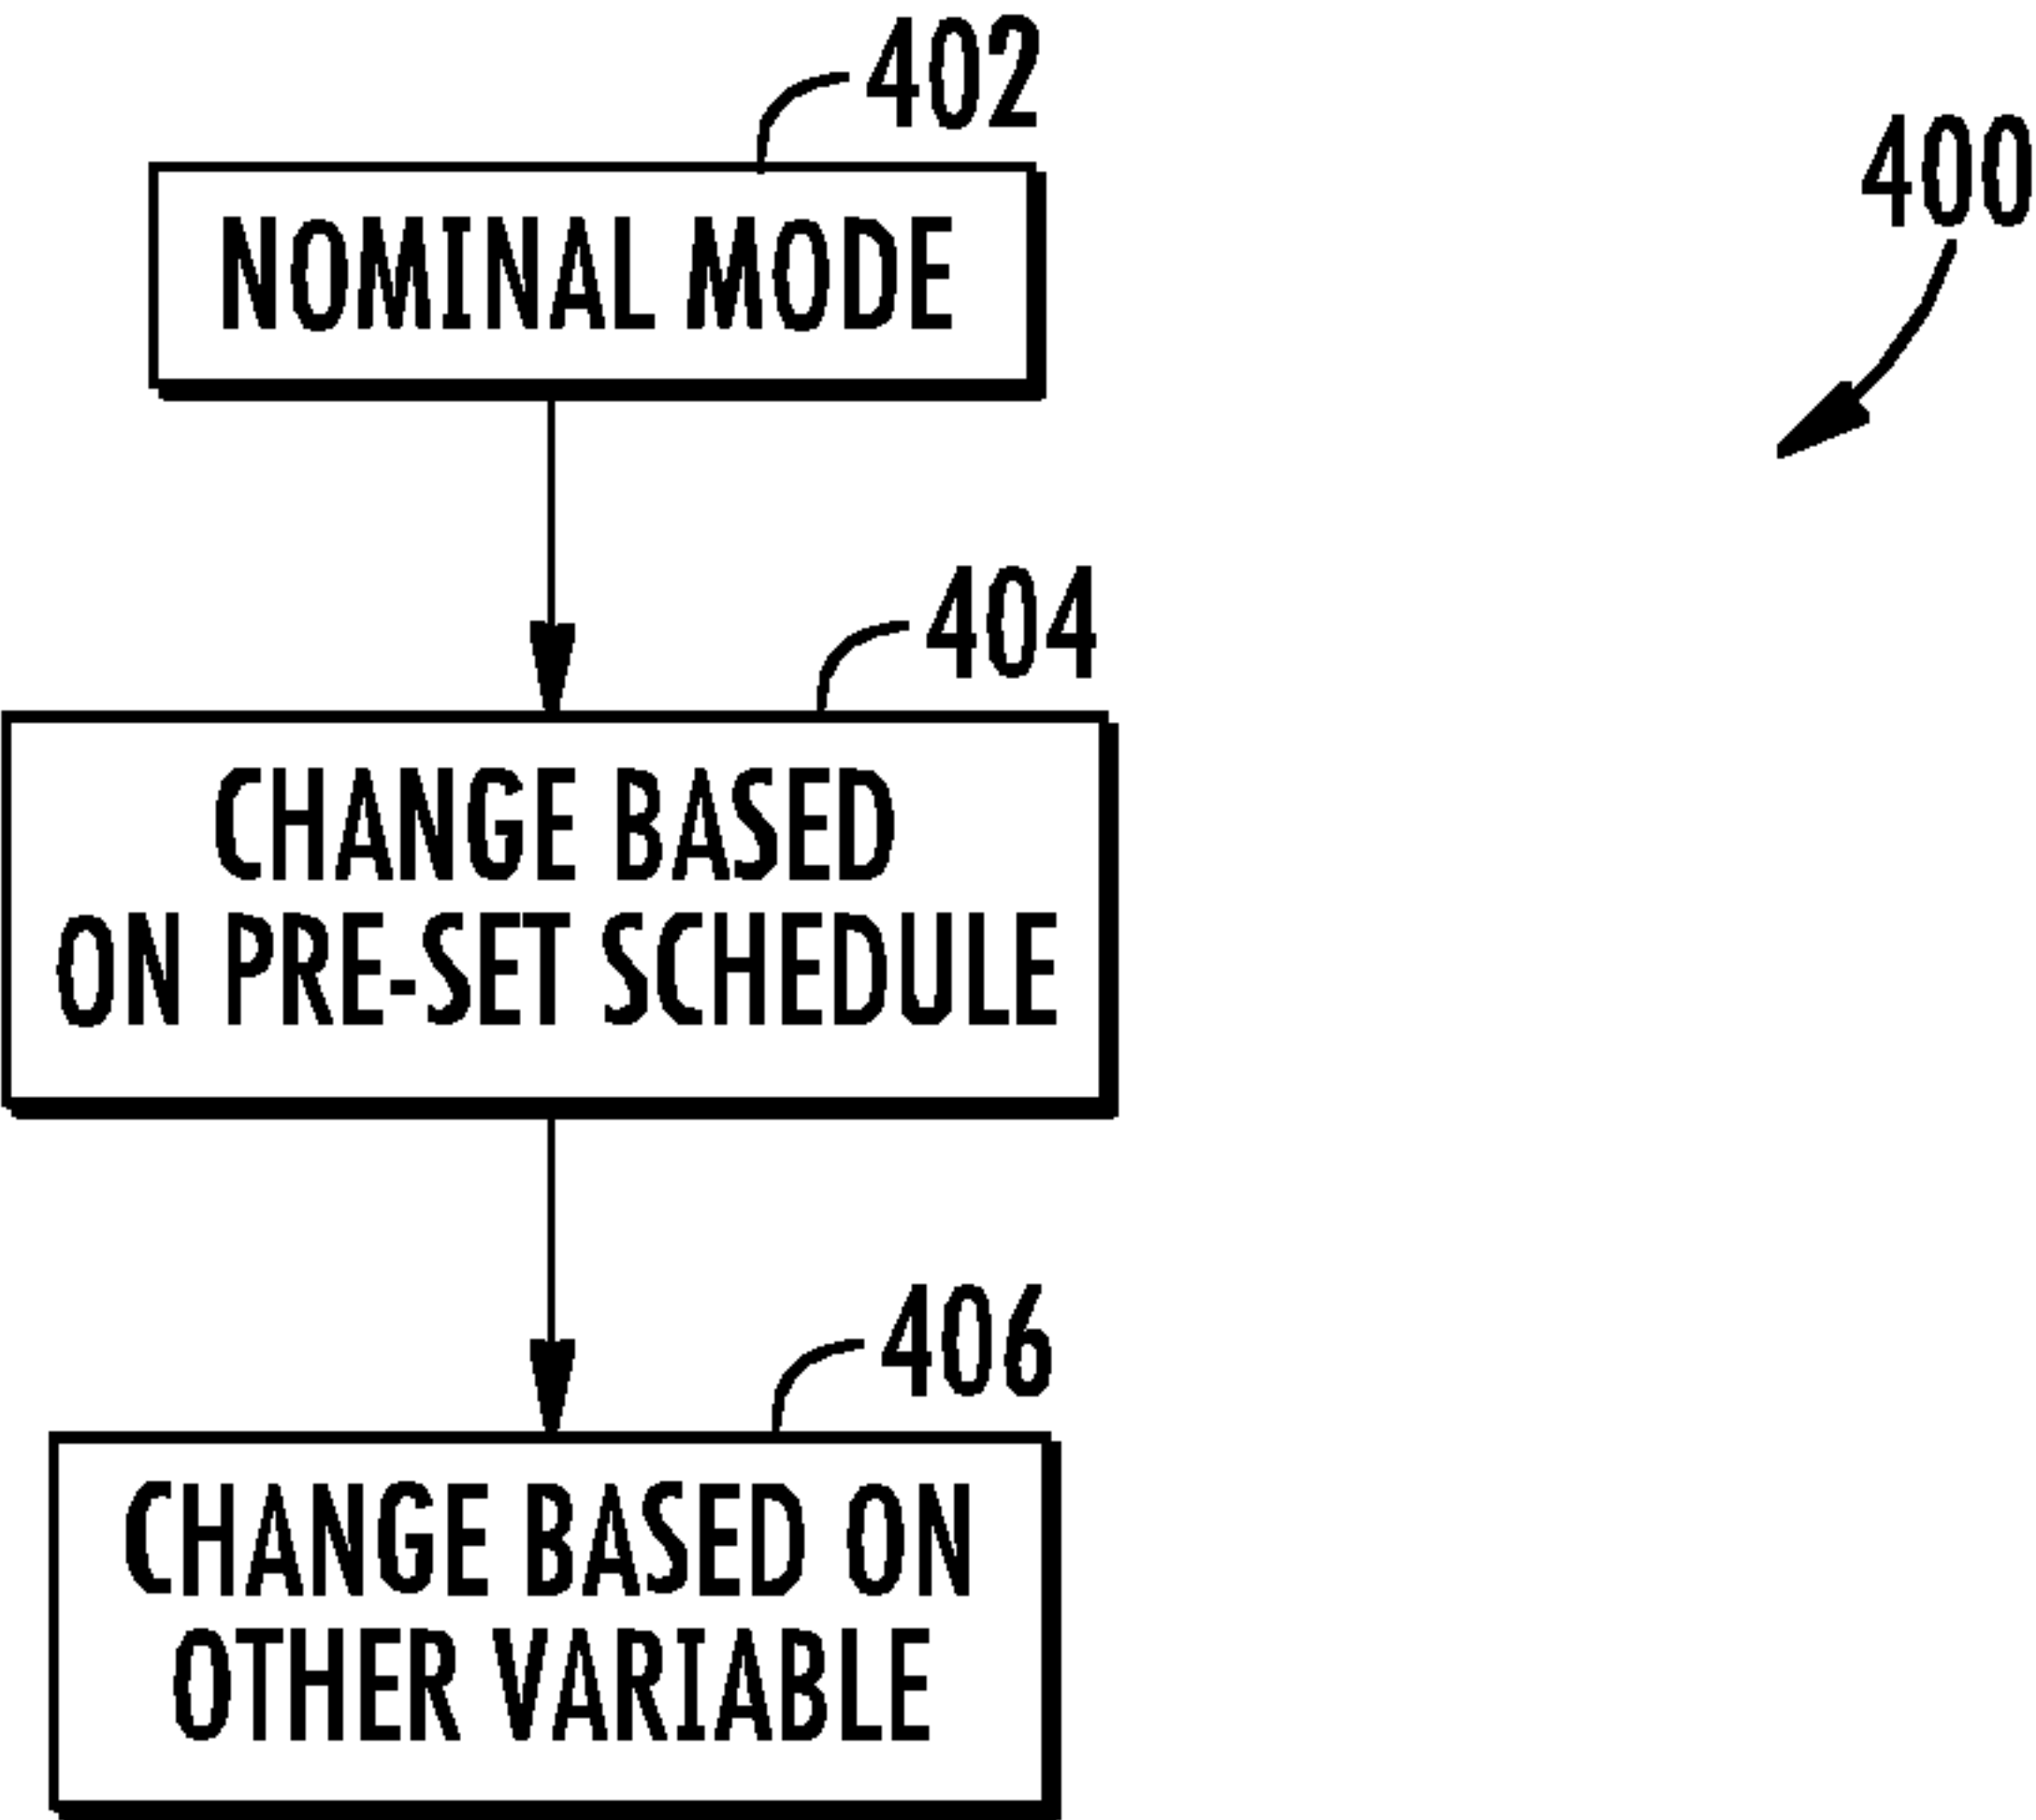 402
400
NOMINAL MODE
404
CHANGE BASED
ON PRE-SET SCHEDULE
406
CHANGE BASED ON
OTHER VARIABLE